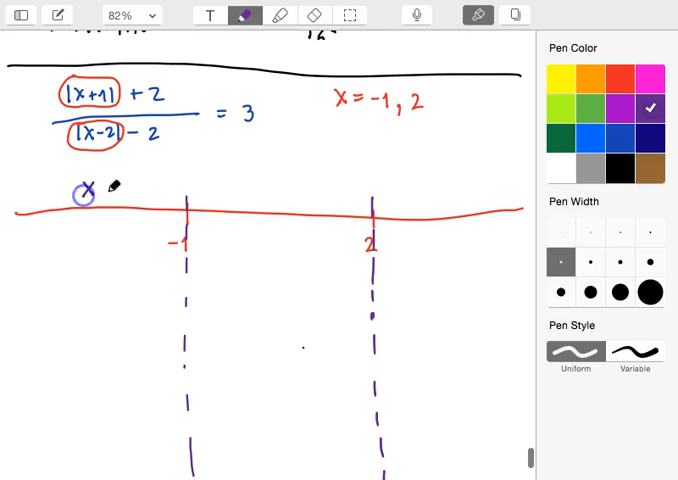 82%
T
|x+1| + 2
|x-2| - 2
= 3
x = -1, 2
x
-1
2
Pen Color
Pen Width
Pen Style
Uniform
Variable